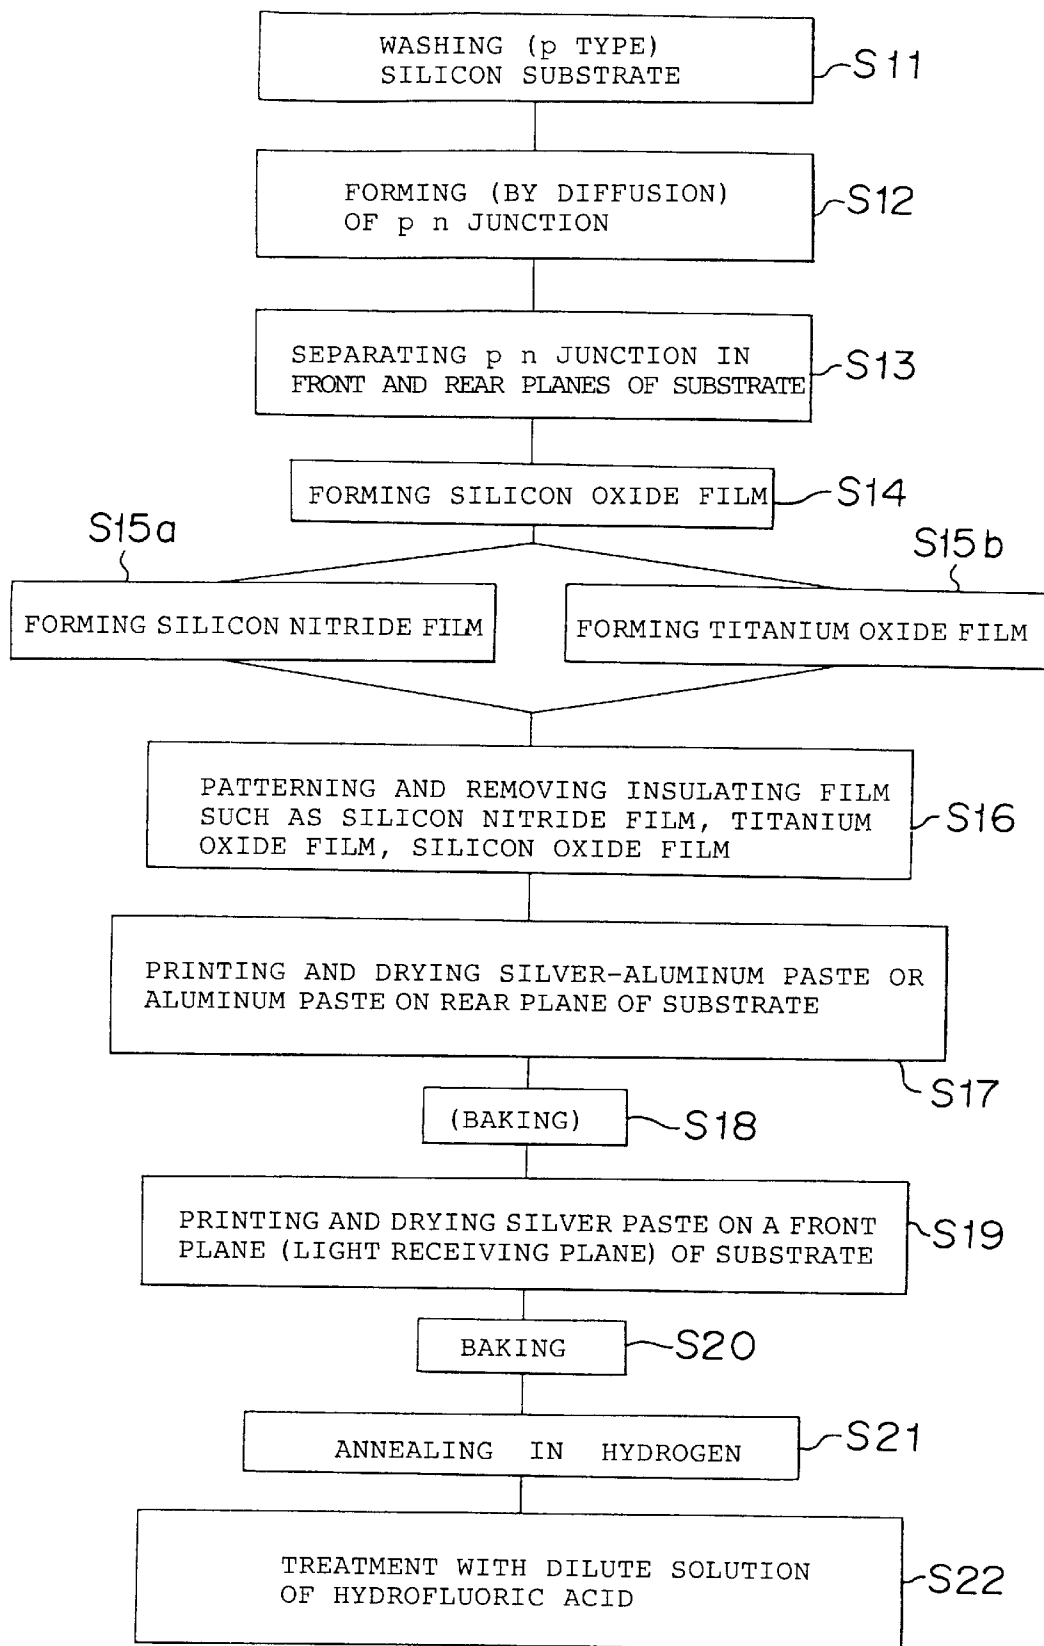 WASHING (p TYPE)
SILICON SUBSTRATE
S11
FORMING (BY DIFFUSION)
OF p n JUNCTION
S12
SEPARATING p n JUNCTION IN
FRONT AND REAR PLANES OF SUBSTRATE
S13
FORMING SILICON OXIDE FILM
S14
S15a
S15b
FORMING SILICON NITRIDE FILM
FORMING TITANIUM OXIDE FILM
PATTERNING AND REMOVING INSULATING FILM
SUCH AS SILICON NITRIDE FILM, TITANIUM
OXIDE FILM, SILICON OXIDE FILM
S16
PRINTING AND DRYING SILVER-ALUMINUM PASTE OR
ALUMINUM PASTE ON REAR PLANE OF SUBSTRATE
S17
(BAKING)
S18
PRINTING AND DRYING SILVER PASTE ON A FRONT
PLANE (LIGHT RECEIVING PLANE) OF SUBSTRATE
S19
BAKING
S20
ANNEALING IN HYDROGEN
S21
TREATMENT WITH DILUTE SOLUTION
OF HYDROFLUORIC ACID
S22